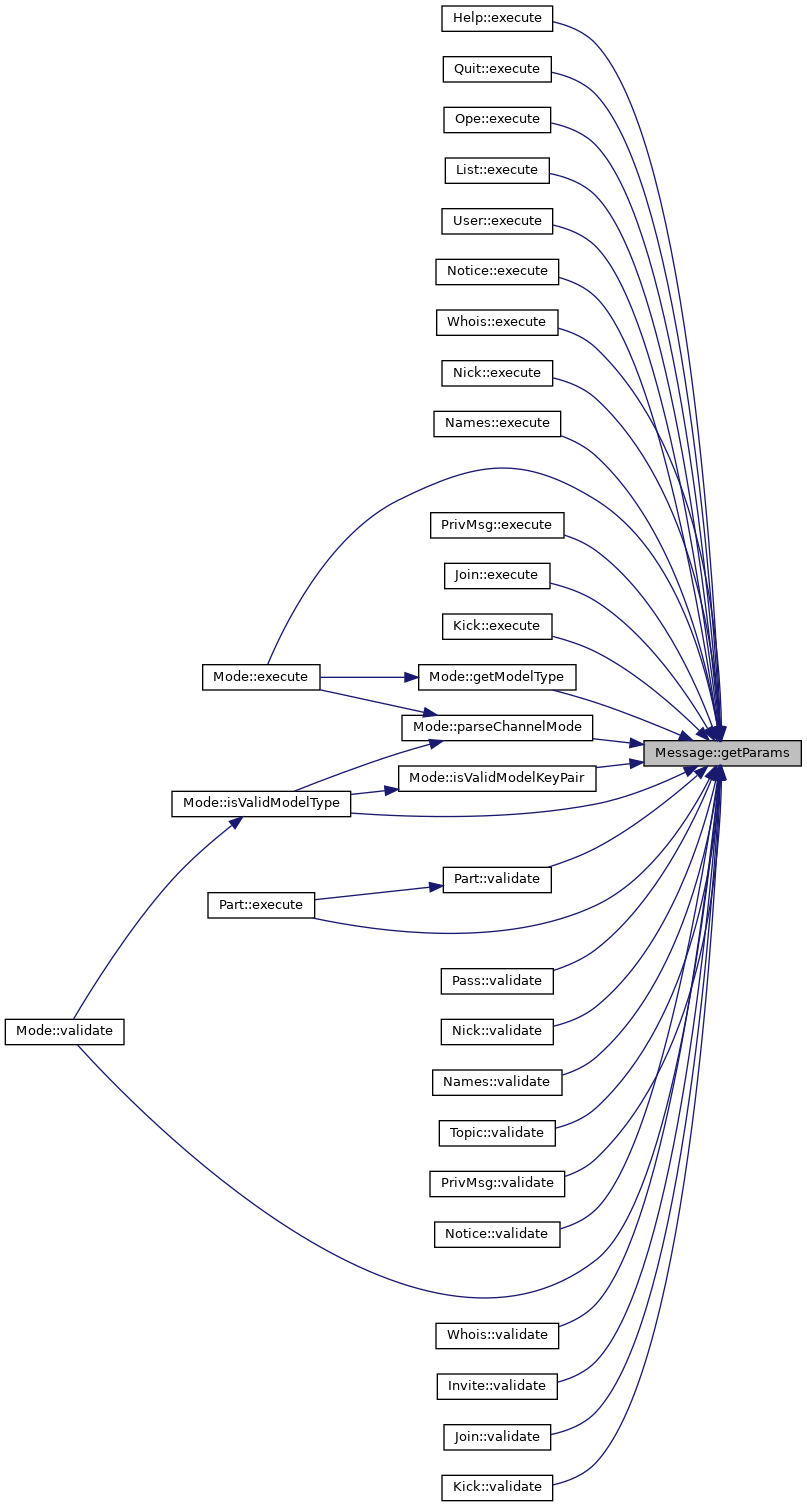 Help::execute
Quit::execute
Ope::execute
List::execute
User::execute
Notice::execute
Whois::execute
Nick::execute
Names::execute
PrivMsg::execute
Join::execute
Kick::execute
Mode::execute
Mode::getModelType
Mode::parseChannelMode
Message::getParams
Mode::isValidModelKeyPair
Mode::isValidModelType
Part::validate
Part::execute
Pass::validate
Mode::validate
Nick::validate
Names::validate
Topic::validate
PrivMsg::validate
Notice::validate
Whois::validate
Invite::validate
Join::validate
Kick::validate